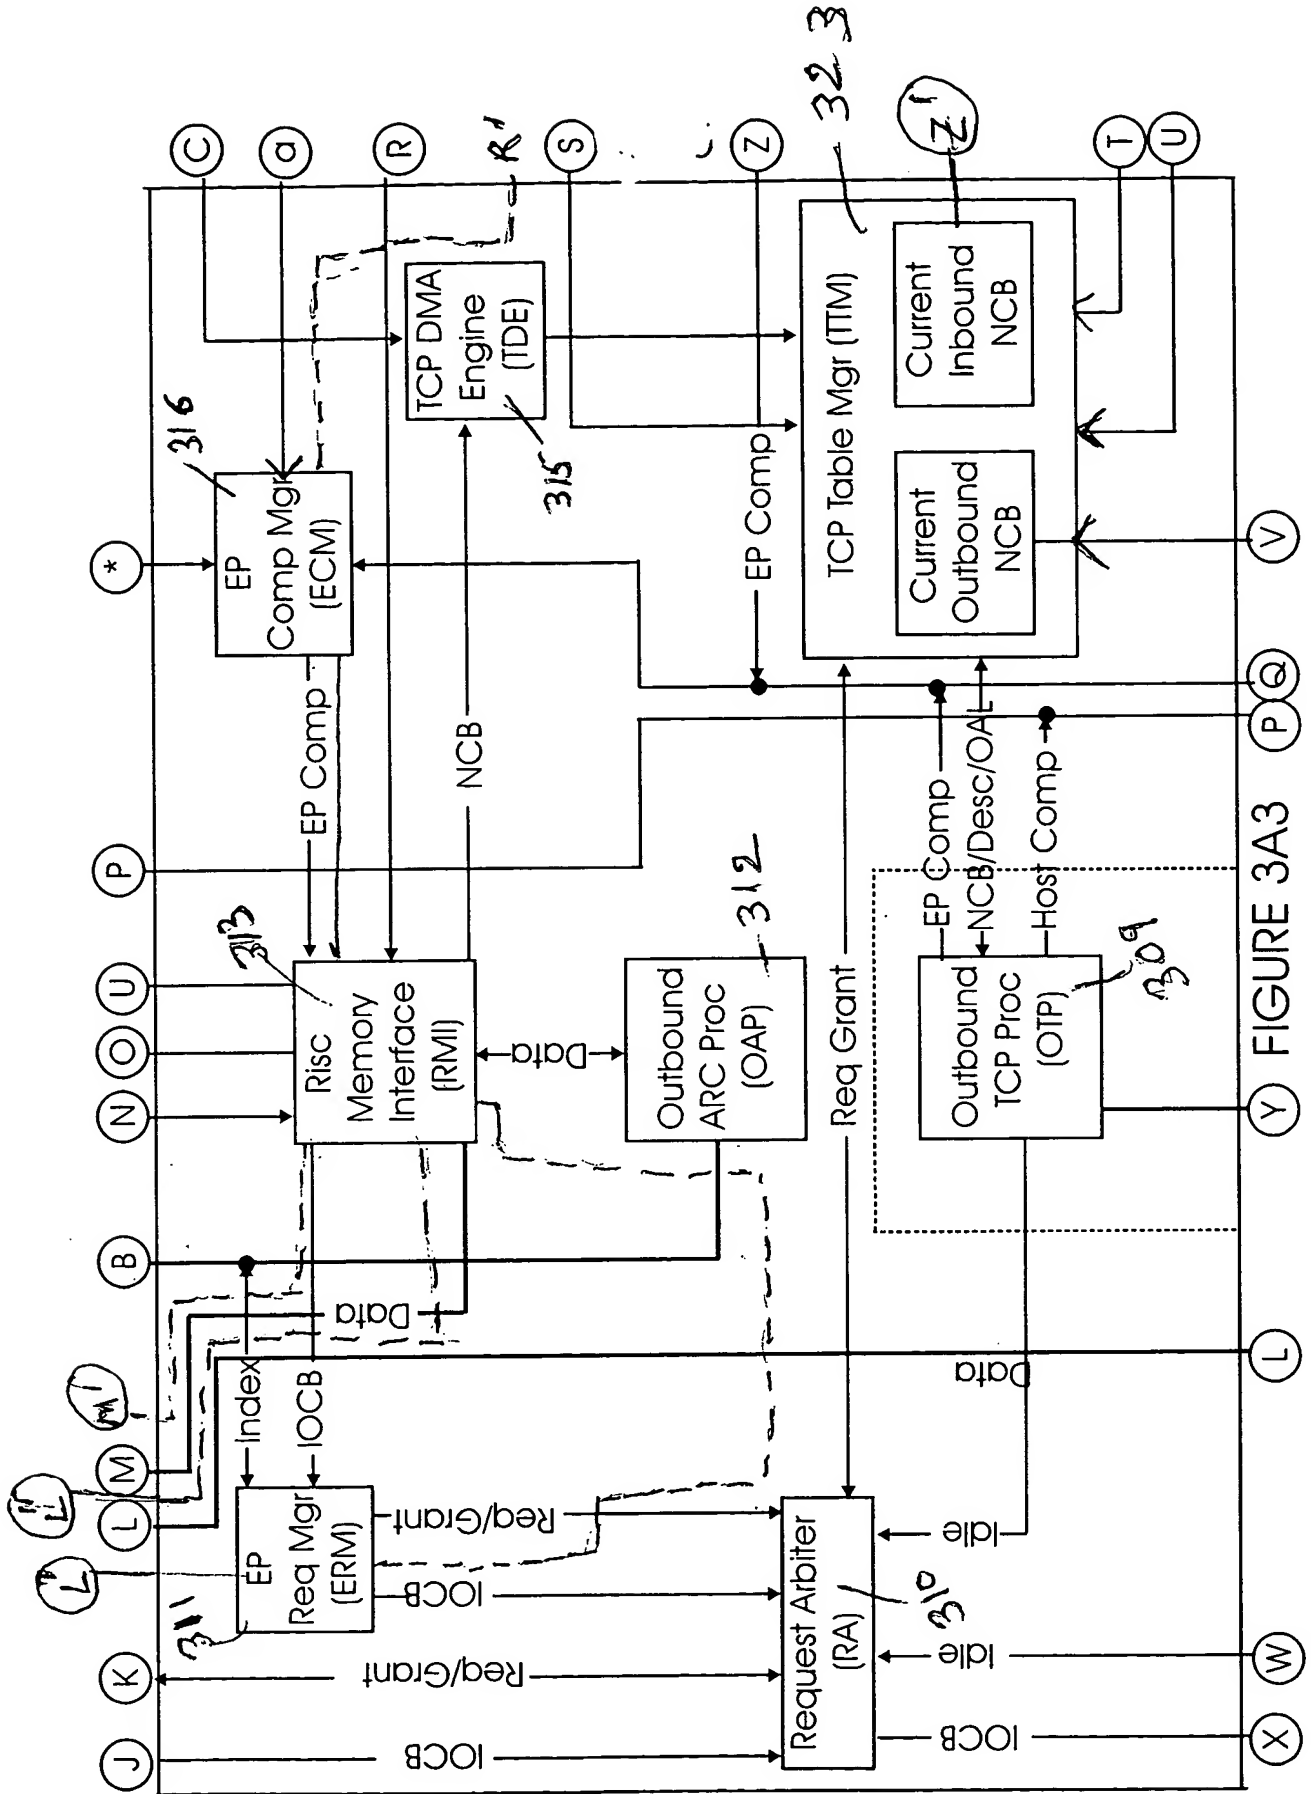 J
K
L'
L
L"
M
M'
B
N
O
U
P
*
C
a
R
R'
S
Z
311
EP
Req Mgr
(ERM)
Index
IOCB
Data
313
Risc
Memory
Interface
(RMI)
EP Comp
316
EP
Comp Mgr
(ECM)
NCB
TCP DMA
Engine
(TDE)
315
IOCB
Req/Grant
IOCB
Req/Grant
Data
Outbound
ARC Proc
(OAP)
312
EP Comp
Request Arbiter
(RA)
310
Req Grant
TCP Table Mgr (TTM)
323
Current
Outbound
NCB
Current
Inbound
NCB
Z'
IOCB
Idle
Idle
Data
Outbound
TCP Proc
(OTP)
309
EP Comp
NCB/Desc/OAL
Host Comp
T
U
X
W
L
Y
P
Q
V
FIGURE 3A3